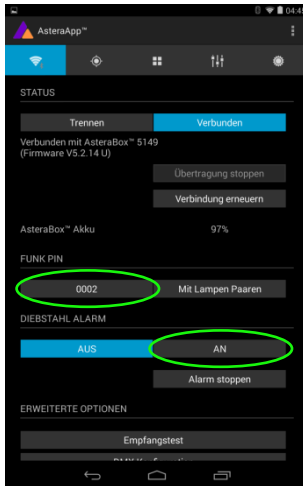 04:45
AsteraApp™
STATUS
Trennen Verbunden
Verbunden mit AsteraBox™ 5149
(Firmware V5.2.14 U)
Übertragung stoppen
Verbindung erneuern
AsteraBox™ Akku 97%
FUNK PIN
0002 Mit Lampen Paaren
DIEBSTAHL ALARM
AUS AN
Alarm stoppen
ERWEITERTE OPTIONEN
Empfangstest